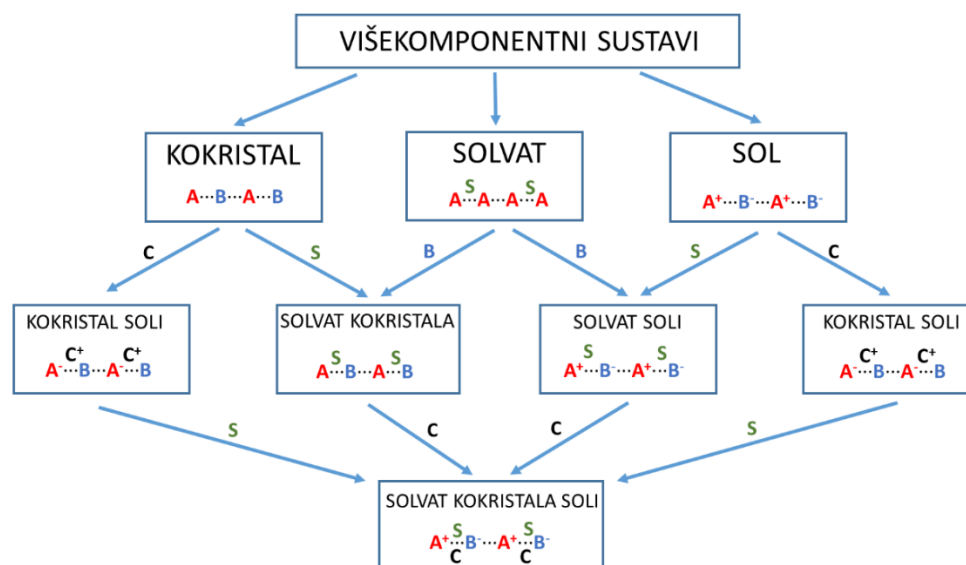 VIŠEKOMPONENTNI SUSTAVI
KOKRISTAL
A···B···A···B
SOLVAT
S S
A···A···A···A
SOL
A⁺···B⁻···A⁺···B⁻
C S B B S C
KOKRISTAL SOLI
C⁺ C⁺
A⁻···B···A⁻···B
SOLVAT KOKRISTALA
S S
A···B···A···B
SOLVAT SOLI
S S
A⁺···B⁻···A⁺···B⁻
KOKRISTAL SOLI
C⁺ C⁺
A⁻···B···A⁻···B
S C C S
SOLVAT KOKRISTALA SOLI
S S
A⁺···B⁻···A⁺···B⁻
C C